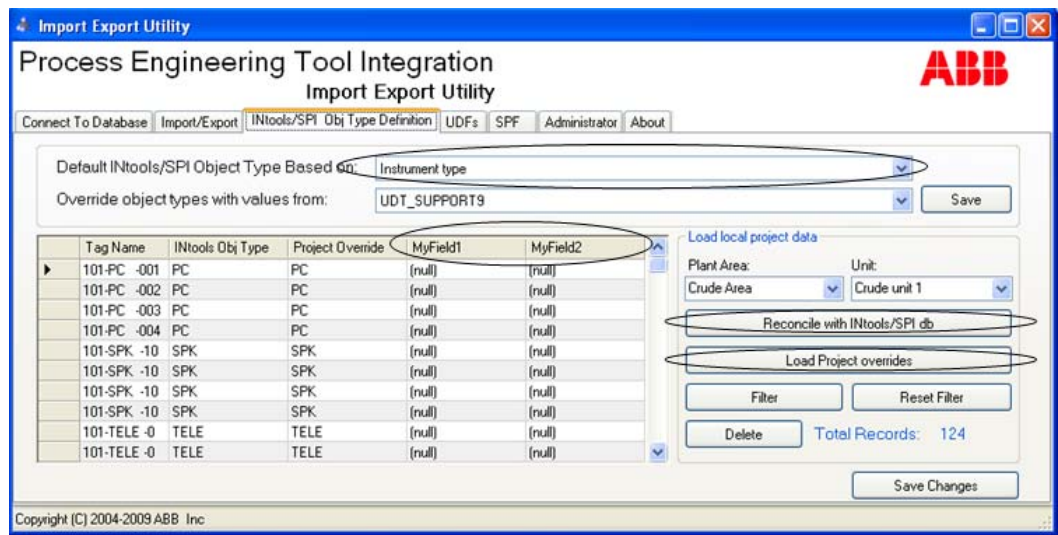 Import Export Utility
Process Engineering Tool Integration
Import Export Utility
ABB
Connect To Database Import/Export INtools/SPI Obj Type Definition UDFs SPF Administrator About
Default INtools/SPI Object Type Based on: Instrument type
Override object types with values from: UDT_SUPPORT9 Save
Tag Name INtools Obj Type Project Override MyField1 MyField2
101-PC -001 PC PC (null) (null)
101-PC -002 PC PC (null) (null)
101-PC -003 PC PC (null) (null)
101-PC -004 PC PC (null) (null)
101-SPK -10 SPK SPK (null) (null)
101-SPK -10 SPK SPK (null) (null)
101-SPK -10 SPK SPK (null) (null)
101-SPK -10 SPK SPK (null) (null)
101-TELE -0 TELE TELE (null) (null)
101-TELE -0 TELE TELE (null) (null)
Load local project data
Plant Area: Unit:
Crude Area Crude unit 1
Reconcile with INtools/SPI db
Load Project overrides
Filter Reset Filter
Delete Total Records: 124
Save Changes
Copyright (C) 2004-2009 ABB Inc